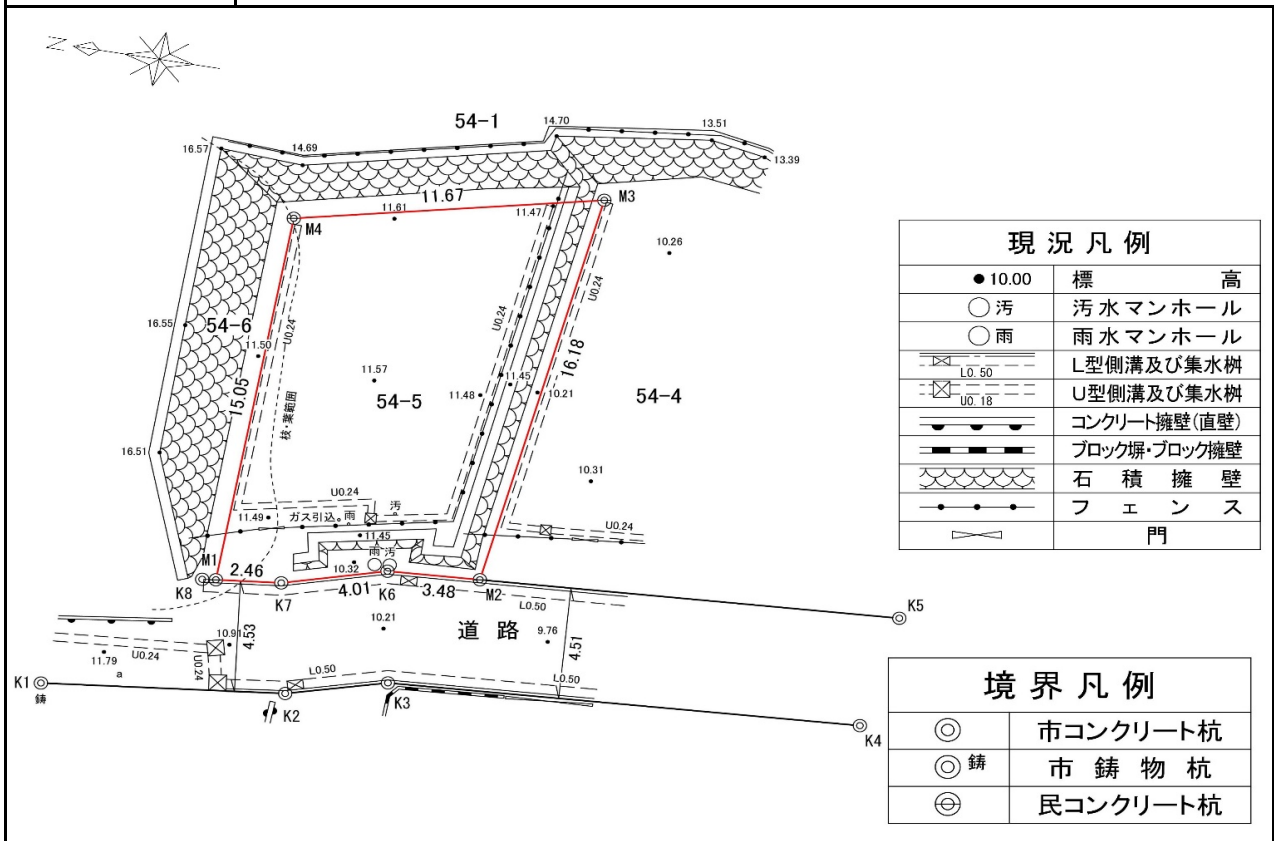 Z
54-1
14.70
13.51
14.69
16.57
13.39
11.67
M3
11.61
11.47
M4
10.26
U0.24
U0.24
U0.24
16.55
54-6
11.50
15.05
16.18
11.57
11.45
54-5
11.48
10.21
54-4
枝・葉範囲
16.51
10.31
U0.24
汚
11.49
ガス引込
雨
U0.24
11.45
M1
雨
汚
K8
2.46
10.32
K7
4.01
K6
3.48
M2
L0.50
K5
10.21
道路
9.76
4.53
4.51
10.91
11.79
U0.24
U0.24
a
L0.50
L0.50
K1
鋳
K2
K3
K4
現況凡例
10.00 標高
汚 汚水マンホール
雨 雨水マンホール
L0.50 L型側溝及び集水桝
U0.18 U型側溝及び集水桝
コンクリート擁壁(直壁)
ブロック塀・ブロック擁壁
石積擁壁
フェンス
門
境界凡例
市コンクリート杭
鋳 市鋳物杭
民コンクリート杭